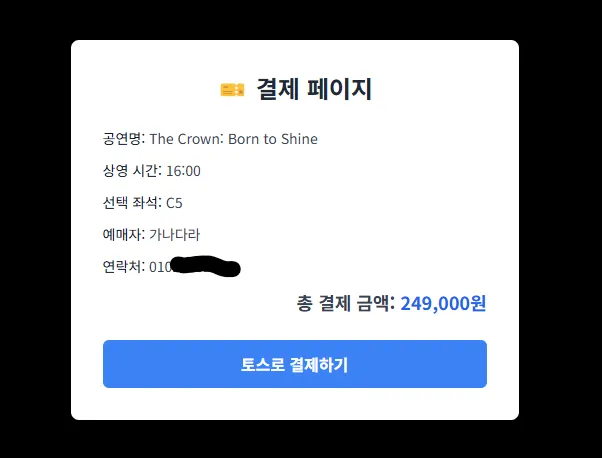 결제 페이지
공연명: The Crown: Born to Shine
상영 시간: 16:00
선택 좌석: C5
예매자: 가나다라
연락처: 010
총 결제 금액: 249,000원
토스로 결제하기